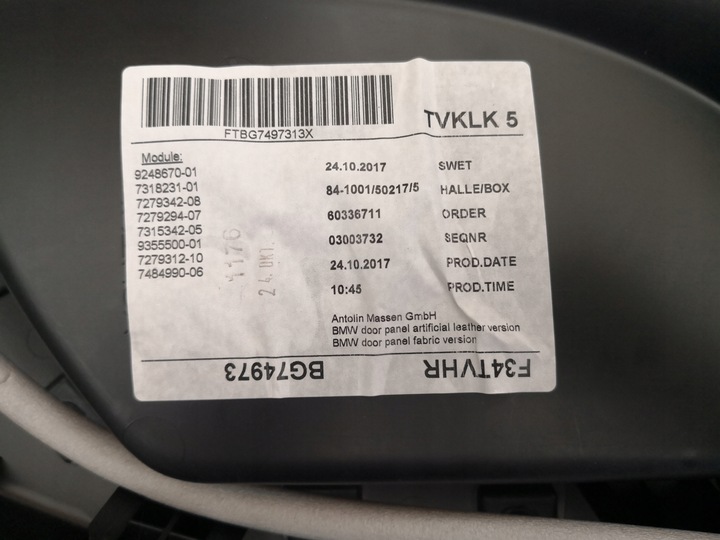 FTBG7497313X
TVKLK 5
Module:
9248670-01
7318231-01
7279342-08
7279294-07
7315342-05
9355500-01
7279312-10
7484990-06
24.10.2017 SWET
84-1001/50217/5 HALLE/BOX
60336711 ORDER
03003732 SEQNR
24.10.2017 PROD.DATE
10:45 PROD.TIME
1176
24. OKT.
Antolin Massen GmbH
BMW door panel artificial leather version
BMW door panel fabric version
F34TVHR BG74973